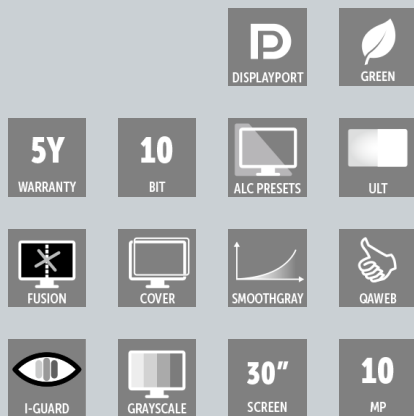 DISPLAYPORT
GREEN
5Y
WARRANTY
10
BIT
ALC PRESETS
ULT
FUSION
COVER
SMOOTHGRAY
QAWEB
I-GUARD
GRAYSCALE
30”
SCREEN
10
MP